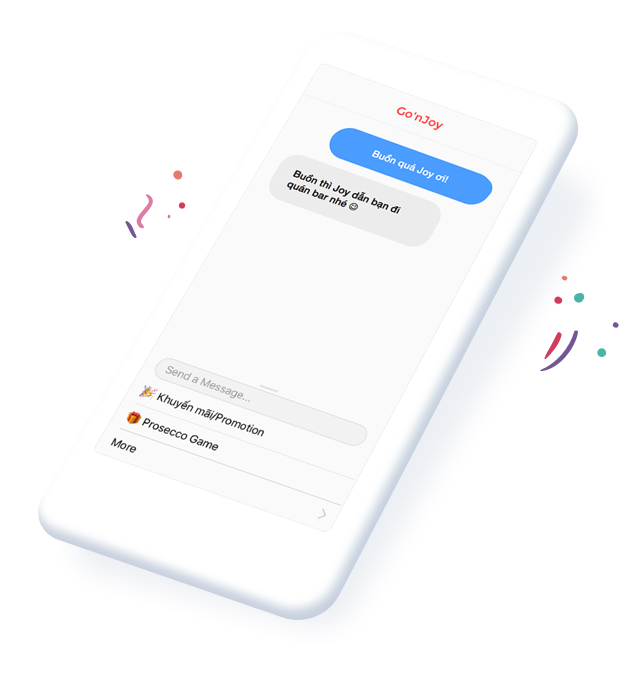 Go'nJoy
Buồn quá Joy ơi!
Buồn thì Joy dẫn bạn đi
quán bar nhé ☺
Send a Message...
🎉 Khuyến mãi/Promotion
🎁 Prosecco Game
More